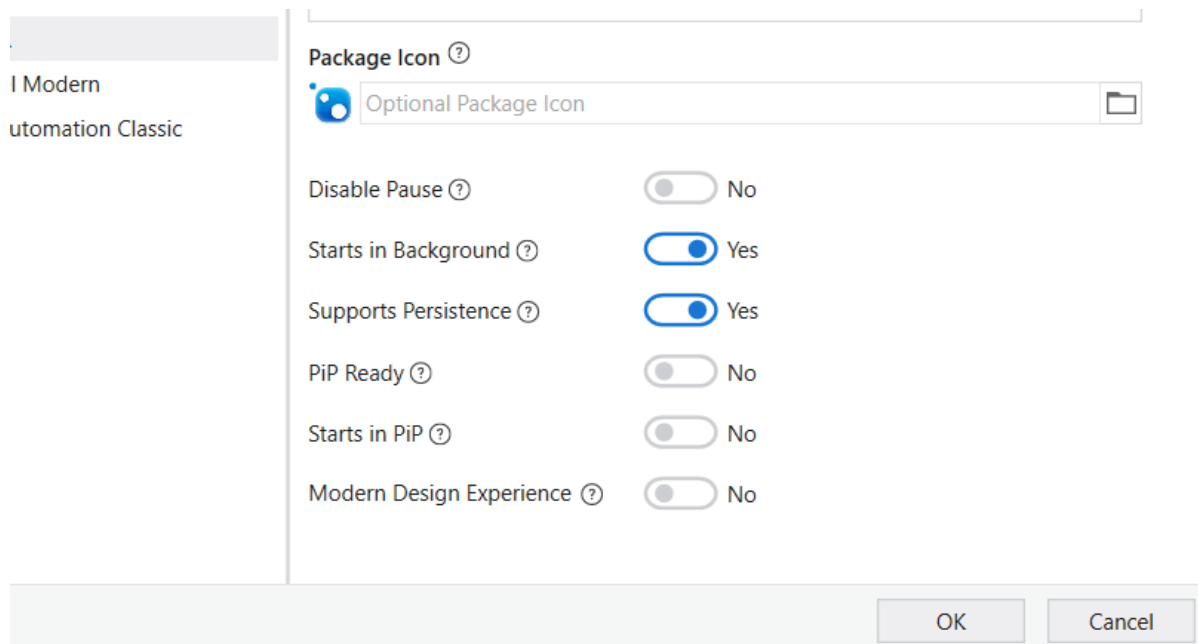 Package Icon
l Modern
Optional Package Icon
utomation Classic
Disable Pause
No
Starts in Background
Yes
Supports Persistence
Yes
PiP Ready
No
Starts in PiP
No
Modern Design Experience
No
OK
Cancel